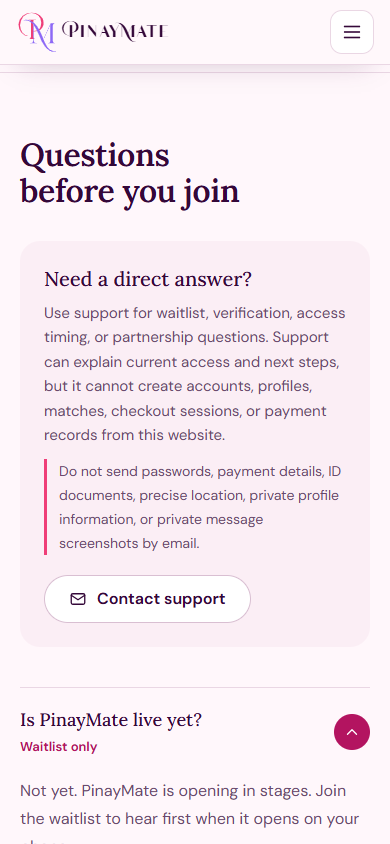 PM PINAYMATE
Questions
before you join
Need a direct answer?
Use support for waitlist, verification, access
timing, or partnership questions. Support
can explain current access and next steps,
but it cannot create accounts, profiles,
matches, checkout sessions, or payment
records from this website.
Do not send passwords, payment details, ID
documents, precise location, private profile
information, or private message
screenshots by email.
Contact support
Is PinayMate live yet?
Waitlist only
Not yet. PinayMate is opening in stages. Join
the waitlist to hear first when it opens on your